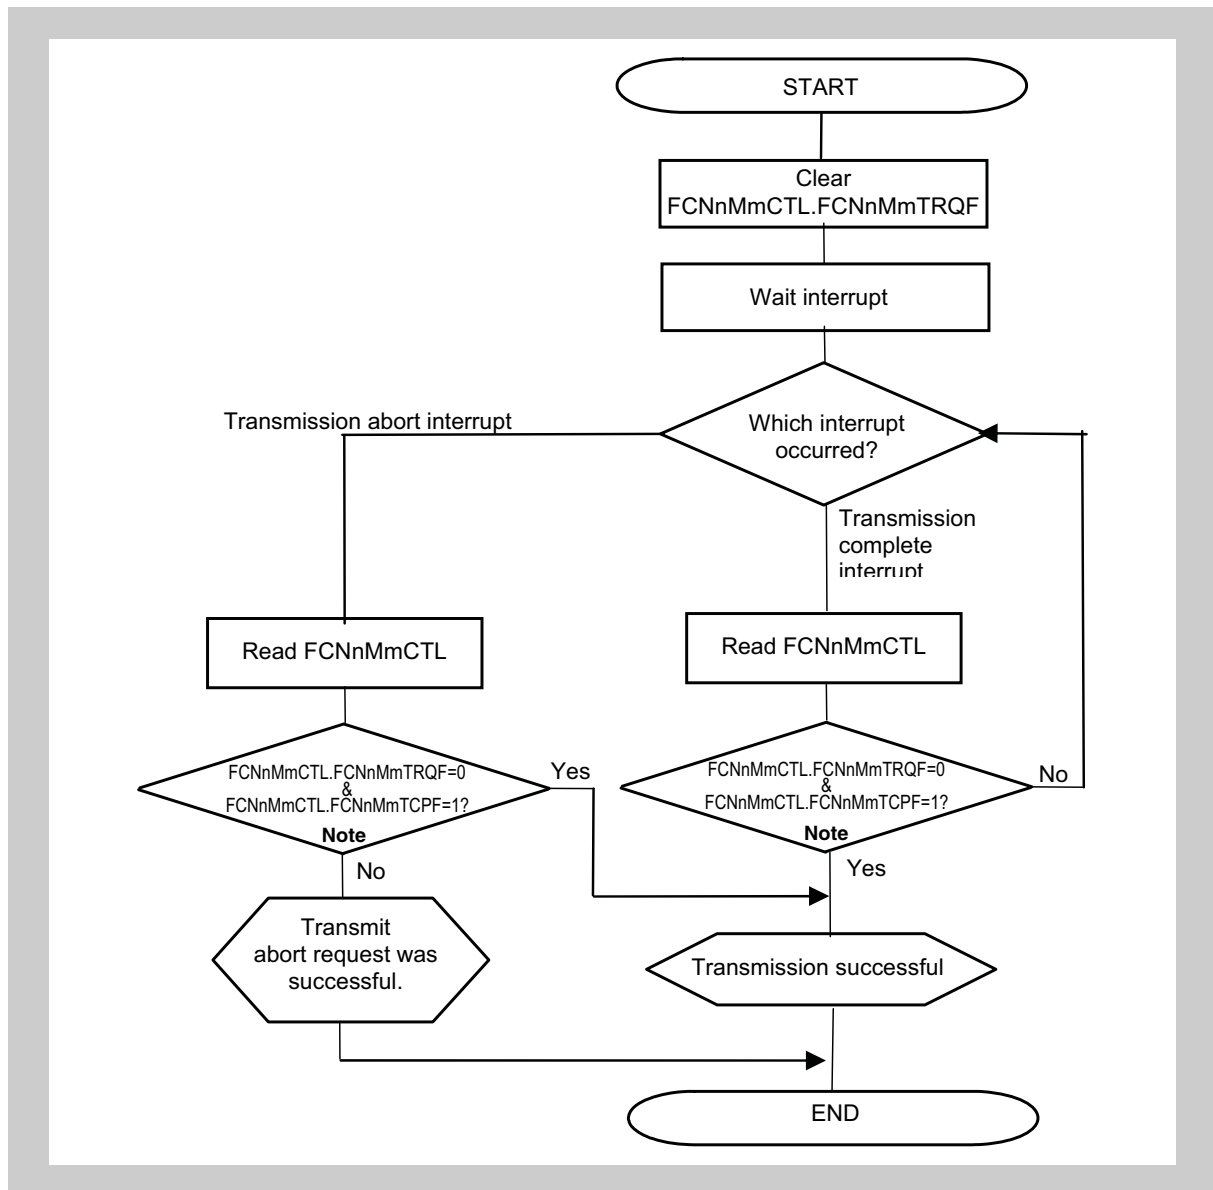 START
Clear
FCNnMmCTL.FCNnMmTRQF
Wait interrupt
Which interrupt
occurred?
Transmission abort interrupt
Transmission
complete
interrupt
Read FCNnMmCTL
Read FCNnMmCTL
FCNnMmCTL.FCNnMmTRQF=0
&
FCNnMmCTL.FCNnMmTCPF=1?
Note
Yes
No
FCNnMmCTL.FCNnMmTRQF=0
&
FCNnMmCTL.FCNnMmTCPF=1?
Note
No
Yes
Transmit
abort request was
successful.
Transmission successful
END